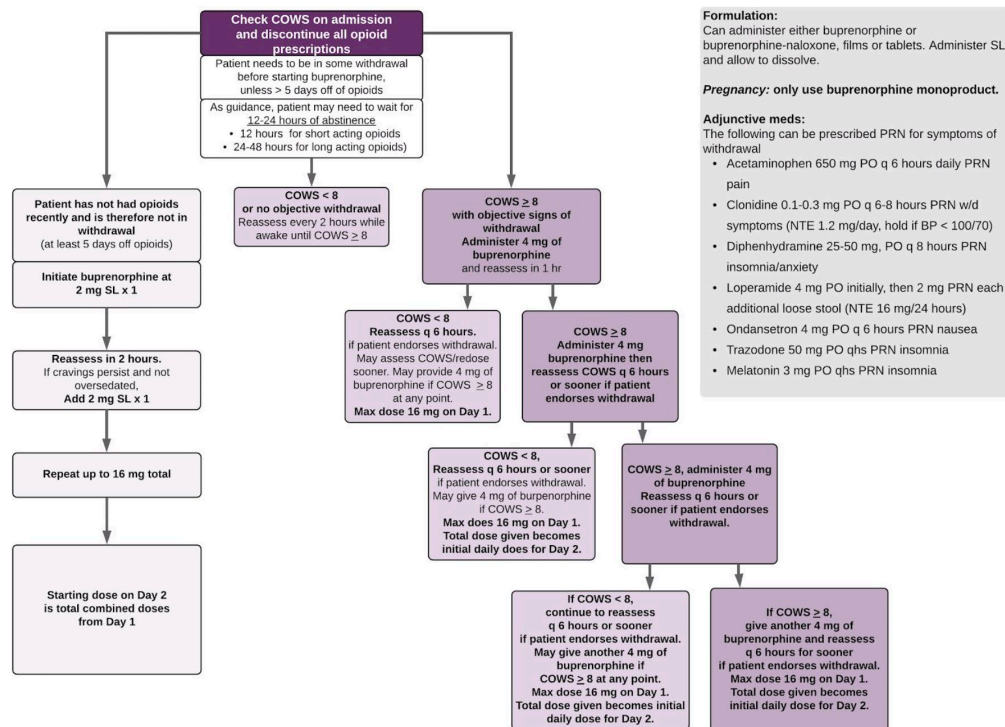 Check COWS on admission
and discontinue all opioid
prescriptions
Patient needs to be in some withdrawal
before starting buprenorphine,
unless > 5 days off of opioids
As guidance, patient may need to wait for
12-24 hours of abstinence
• 12 hours for short acting opioids
• 24-48 hours for long acting opioids)
Patient has not had opioids
recently and is therefore not in
withdrawal
(at least 5 days off opioids)
Initiate buprenorphine at
2 mg SL x 1
Reassess in 2 hours.
If cravings persist and not
oversedated,
Add 2 mg SL x 1
Repeat up to 16 mg total
Starting dose on Day 2
is total combined doses
from Day 1
COWS < 8
or no objective withdrawal
Reassess every 2 hours while
awake until COWS ≥ 8
COWS ≥ 8
with objective signs of
withdrawal
Administer 4 mg of
buprenorphine
and reassess in 1 hr
COWS < 8
Reassess q 6 hours.
if patient endorses withdrawal.
May assess COWS/redose
sooner. May provide 4 mg of
buprenorphine if COWS ≥ 8
at any point.
Max dose 16 mg on Day 1.
COWS ≥ 8
Administer 4 mg
buprenorphine then
reassess COWS q 6 hours
or sooner if patient
endorses withdrawal
COWS < 8,
Reassess q 6 hours or sooner
if patient endorses withdrawal.
May give 4 mg of burpenorphine
if COWS ≥ 8.
Max does 16 mg on Day 1.
Total dose given becomes
initial daily does for Day 2.
COWS ≥ 8, administer 4 mg
of buprenorphine
Reassess q 6 hours or
sooner if patient endorses
withdrawal.
If COWS < 8,
continue to reassess
q 6 hours or sooner
if patient endorses withdrawal.
May give another 4 mg of
buprenorphine if
COWS ≥ 8 at any point.
Max dose 16 mg on Day 1.
Total dose given becomes initial
daily dose for Day 2.
If COWS ≥ 8,
give another 4 mg of
buprenorphine and reassess
q 6 hours for sooner
if patient endorses withdrawal.
Max dose 16 mg on Day 1.
Total dose given becomes
initial daily dose for Day 2.
Formulation:
Can administer either buprenorphine or
buprenorphine-naloxone, films or tablets. Administer SL
and allow to dissolve.
Pregnancy: only use buprenorphine monoproduct.
Adjunctive meds:
The following can be prescribed PRN for symptoms of
withdrawal
• Acetaminophen 650 mg PO q 6 hours daily PRN
pain
• Clonidine 0.1-0.3 mg PO q 6-8 hours PRN w/d
symptoms (NTE 1.2 mg/day, hold if BP < 100/70)
• Diphenhydramine 25-50 mg, PO q 8 hours PRN
insomnia/anxiety
• Loperamide 4 mg PO initially, then 2 mg PRN each
additional loose stool (NTE 16 mg/24 hours)
• Ondansetron 4 mg PO q 6 hours PRN nausea
• Trazodone 50 mg PO qhs PRN insomnia
• Melatonin 3 mg PO qhs PRN insomnia